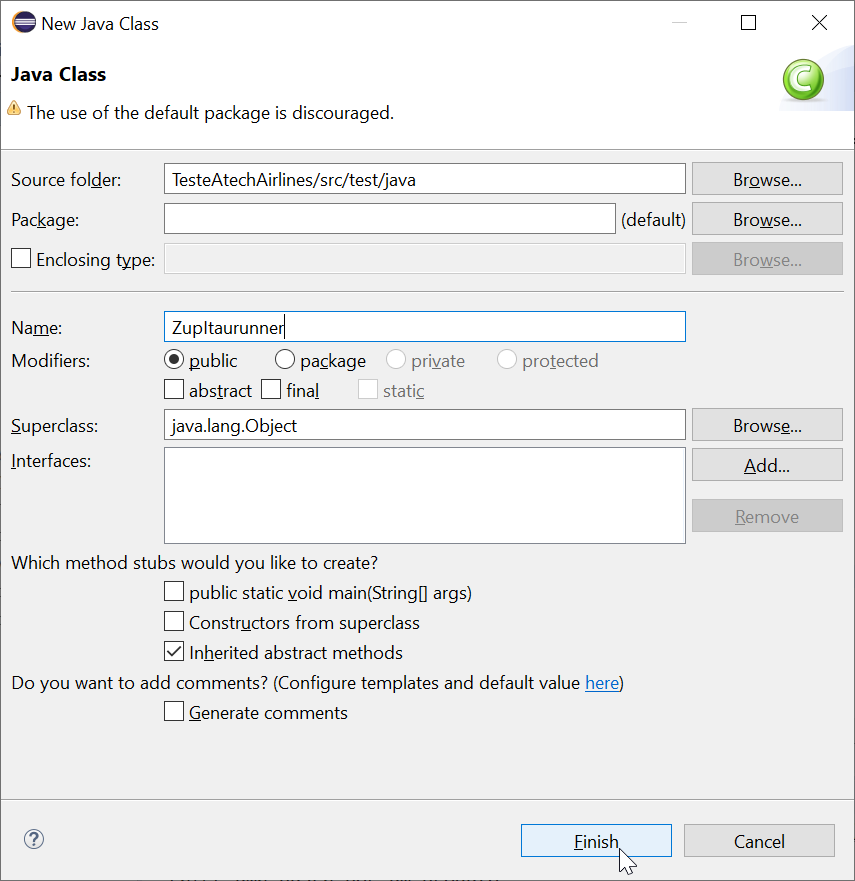 New Java Class
Java Class
The use of the default package is discouraged.
Source folder: TesteAtechAirlines/src/test/java Browse...
Package: (default) Browse...
Enclosing type: Browse...
Name: ZupItaurunner
Modifiers: public package private protected
abstract final static
Superclass: java.lang.Object Browse...
Interfaces: Add...
Remove
Which method stubs would you like to create?
public static void main(String[] args)
Constructors from superclass
Inherited abstract methods
Do you want to add comments? (Configure templates and default value here)
Generate comments
? Finish Cancel